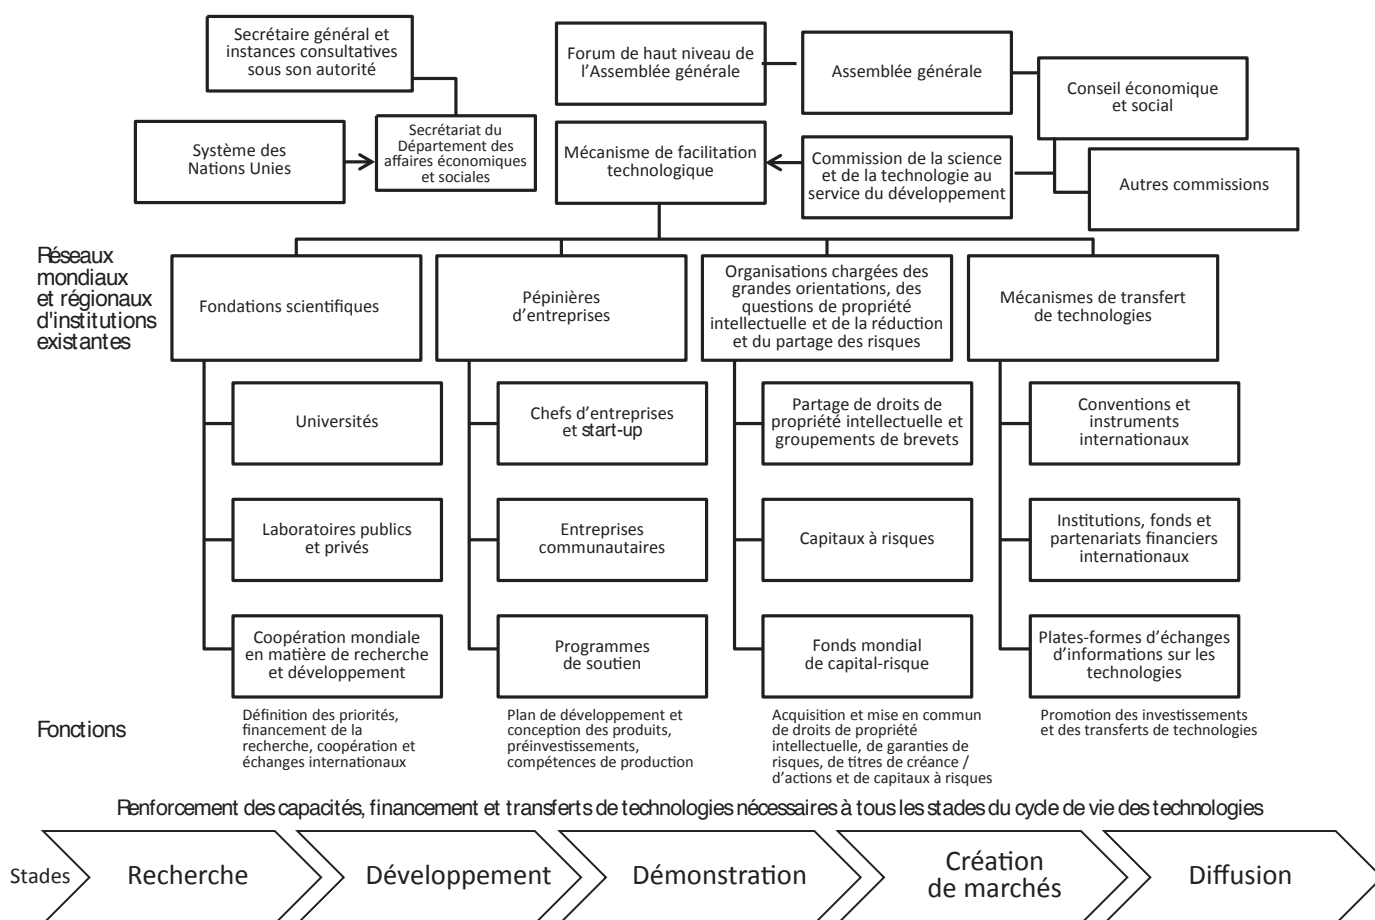 Secrétaire général et
instances consultatives
sous son autorité
Forum de haut niveau de
l'Assemblée générale
Assemblée générale
Conseil économique
et social
Système des
Nations Unies
Secrétariat du
Département des
affaires économiques
et sociales
Mécanisme de facilitation
technologique
Commission de la science
et de la technologie au
service du développement
Autres commissions
Réseaux
mondiaux
et régionaux
d'institutions
existantes
Fondations scientifiques
Pépinières
d'entreprises
Organisations chargées des
grandes orientations, des
questions de propriété
intellectuelle et de la réduction
et du partage des risques
Mécanismes de transfert
de technologies
Universités
Chefs d'entreprises
et start-up
Partage de droits de
propriété intellectuelle et
groupements de brevets
Conventions et
instruments
internationaux
Laboratoires publics
et privés
Entreprises
communautaires
Capitaux à risques
Institutions, fonds et
partenariats financiers
internationaux
Coopération mondiale
en matière de recherche
et développement
Programmes
de soutien
Fonds mondial
de capital-risque
Plates-formes d'échanges
d'informations sur les
technologies
Fonctions
Définition des priorités,
financement de la
recherche, coopération et
échanges internationaux
Plan de développement et
conception des produits,
préinvestissements,
compétences de production
Acquisition et mise en commun
de droits de propriété
intellectuelle, de garanties de
risques, de titres de créance /
d'actions et de capitaux à risques
Promotion des investissements
et des transferts de technologies
Renforcement des capacités, financement et transferts de technologies nécessaires à tous les stades du cycle de vie des technologies
Stades
Recherche
Développement
Démonstration
Création
de marchés
Diffusion